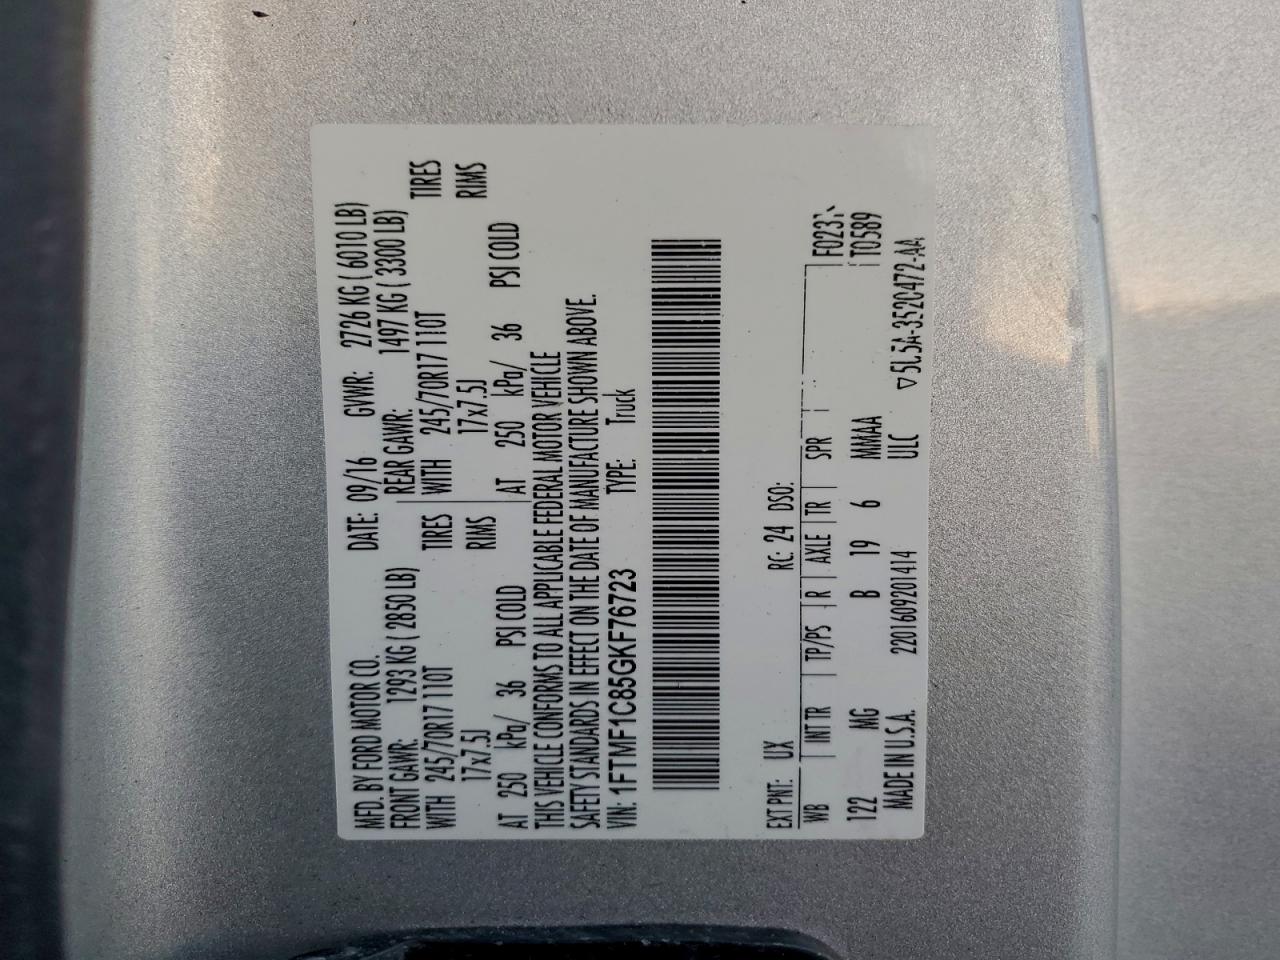 MFD. BY FORD MOTOR CO. DATE: 09/16 GVWR: 2726 KG ( 6010 LB)
FRONT GAWR: 1293 KG ( 2850 LB) REAR GAWR: 1497 KG ( 3300 LB)
WITH 245/70R17 110T TIRES WITH 245/70R17 110T TIRES
17x7.5J RIMS 17x7.5J RIMS
AT 250 kPa/ 36 PSI COLD AT 250 kPa/ 36 PSI COLD
THIS VEHICLE CONFORMS TO ALL APPLICABLE FEDERAL MOTOR VEHICLE
SAFETY STANDARDS IN EFFECT ON THE DATE OF MANUFACTURE SHOWN ABOVE.
VIN: 1FTMF1C85GKF76723 TYPE: Truck
EXT PNT: UX RC: 24 DSO:
WB INT TR TP/PS R AXLE TR SPR
122 MG B 19 6 MMAA T0589
MADE IN U.S.A. 2201609201414 ULC ▽5L5A-3520472-AA